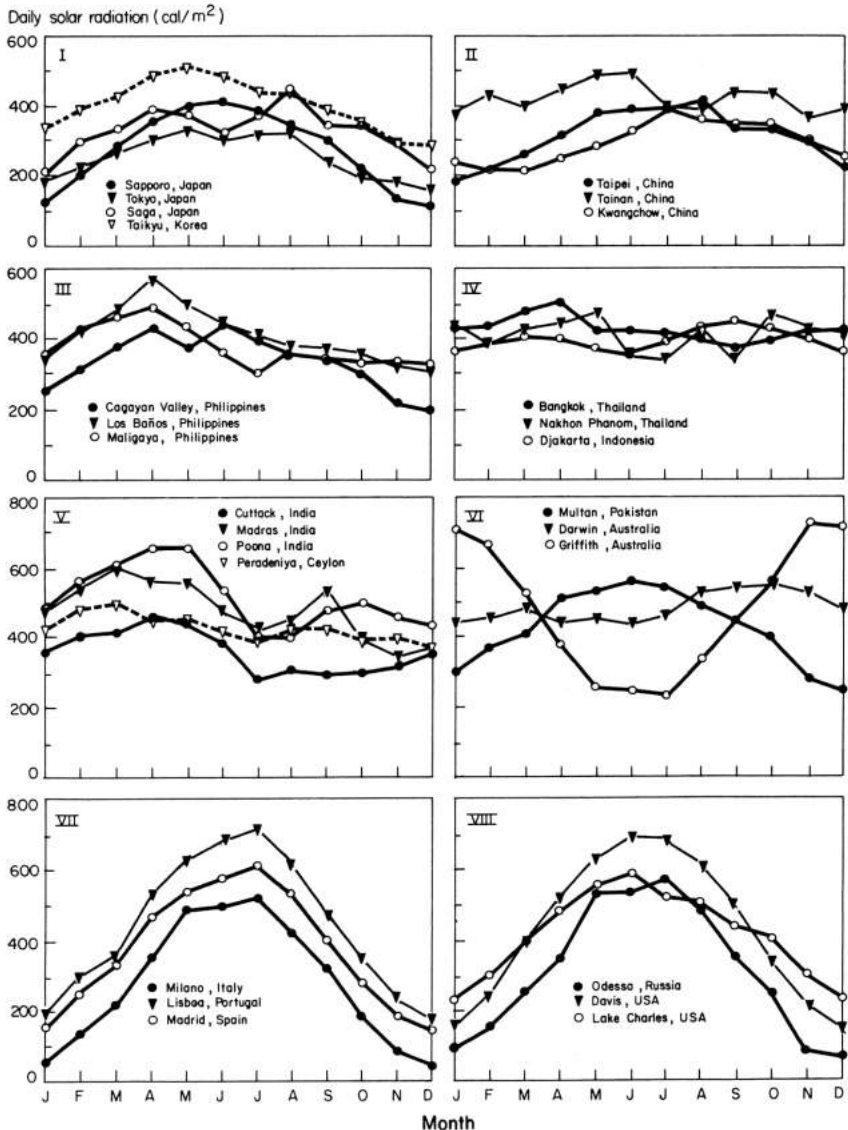 Daily solar radiation (cal/m²)
600
400
200
0
I
Sapporo, Japan
Tokyo, Japan
Saga, Japan
Taikyu, Korea
II
Taipei, China
Tainan, China
Kwangchow, China
600
400
200
0
III
Cagayan Valley, Philippines
Los Baños, Philippines
Maligaya, Philippines
IV
Bangkok, Thailand
Nakhon Phanom, Thailand
Djakarta, Indonesia
800
600
400
200
0
V
Cuttack, India
Madras, India
Poona, India
Peradeniya, Ceylon
VI
Multan, Pakistan
Darwin, Australia
Griffith, Australia
800
600
400
200
0
VII
Milano, Italy
Lisboa, Portugal
Madrid, Spain
VIII
Odessa, Russia
Davis, USA
Lake Charles, USA
J F M A M J J A S O N D
J F M A M J J A S O N D
Month